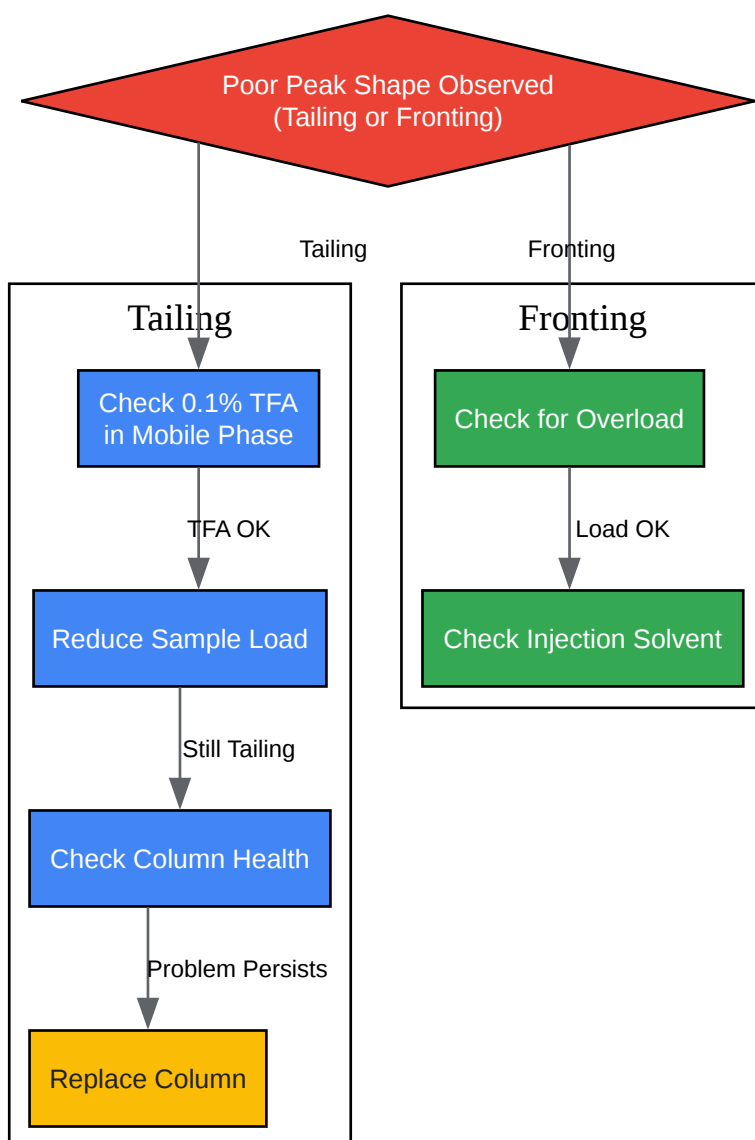 Poor Peak Shape Observed
(Tailing or Fronting)
Tailing
Fronting
Tailing
Check 0.1% TFA
in Mobile Phase
TFA OK
Reduce Sample Load
Still Tailing
Check Column Health
Problem Persists
Replace Column
Fronting
Check for Overload
Load OK
Check Injection Solvent